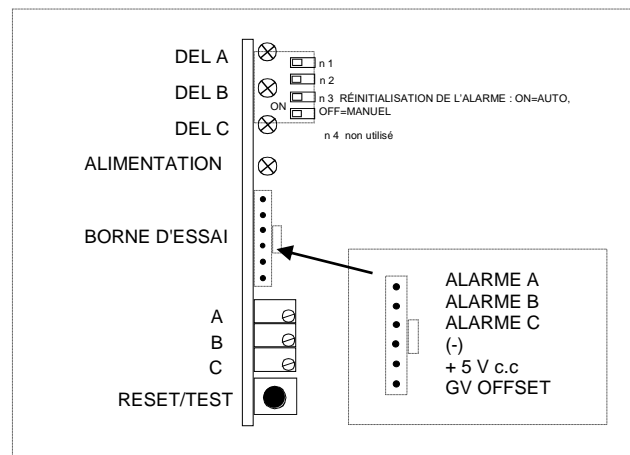 DEL A
n 1
n 2
DEL B
n 3 RÉINITIALISATION DE L'ALARME : ON=AUTO,
ON
OFF=MANUEL
DEL C
n 4 non utilisé
ALIMENTATION
BORNE D'ESSAI
ALARME A
ALARME B
ALARME C
(-)
+ 5 V c.c
GV OFFSET
A
B
C
RESET/TEST